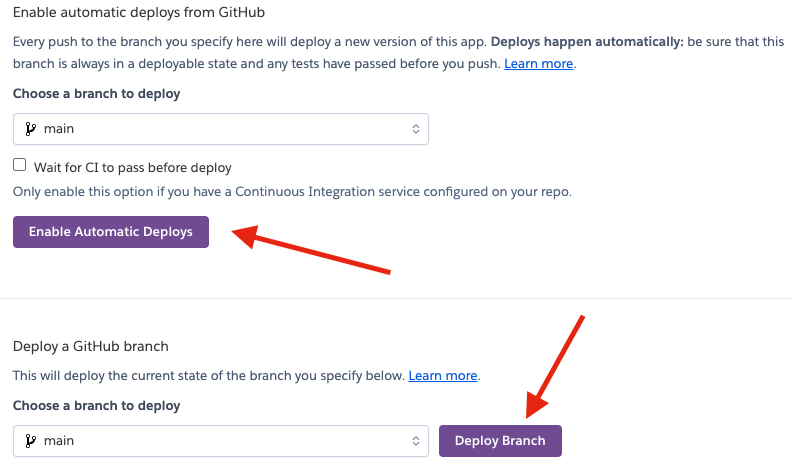 Enable automatic deploys from GitHub
Every push to the branch you specify here will deploy a new version of this app. Deploys happen automatically: be sure that this
branch is always in a deployable state and any tests have passed before you push. Learn more.
Choose a branch to deploy
main
Wait for CI to pass before deploy
Only enable this option if you have a Continuous Integration service configured on your repo.
Enable Automatic Deploys
Deploy a GitHub branch
This will deploy the current state of the branch you specify below. Learn more.
Choose a branch to deploy
main
Deploy Branch